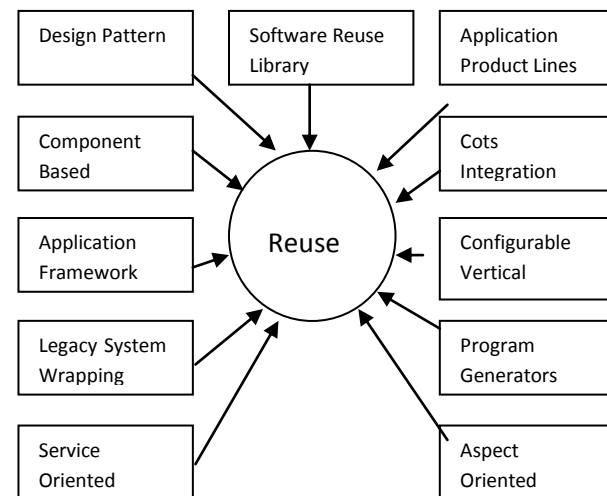 Design Pattern
Software Reuse
Library
Application
Product Lines
Component
Based
Cots
Integration
Reuse
Application
Framework
Configurable
Vertical
Legacy System
Wrapping
Program
Generators
Service
Oriented
Aspect
Oriented